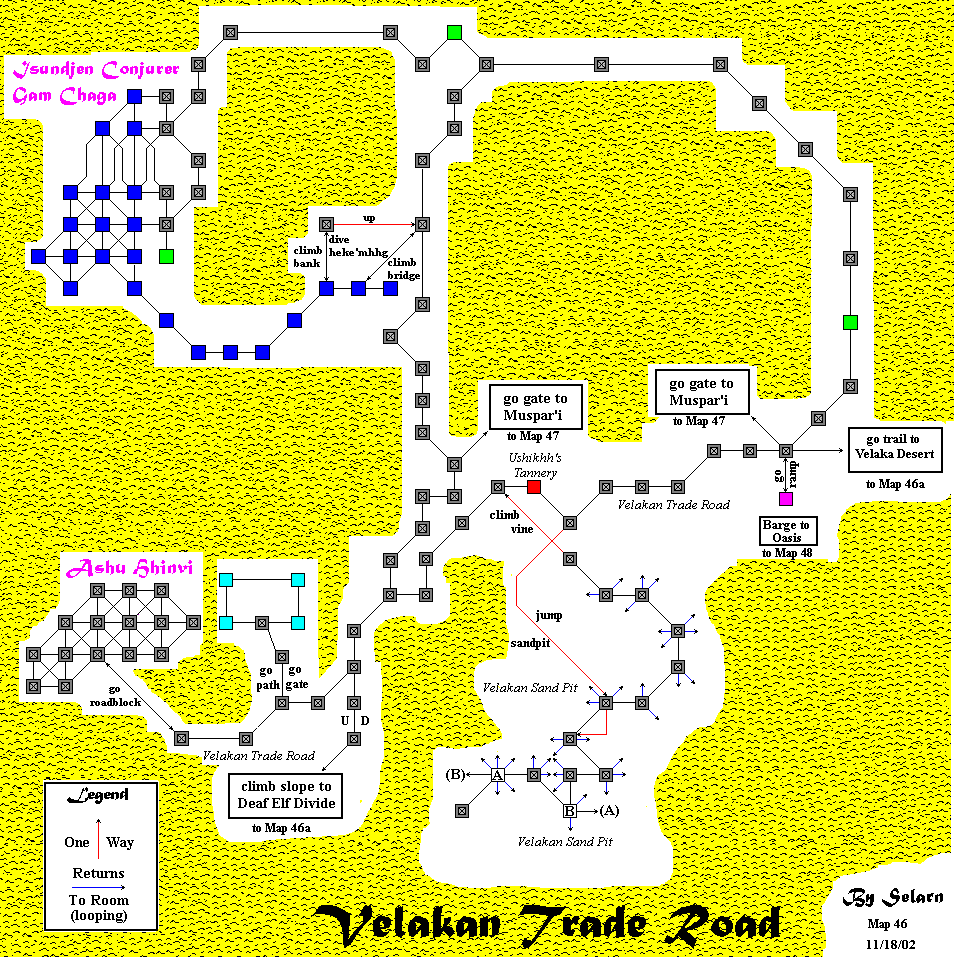 Isundjen Conjurer
Gam Chaga
up
dive
heke'mhhg
climb
bank
climb
bridge
go gate to
Muspar'i
to Map 47
go gate to
Muspar'i
to Map 47
go trail to
Velaka Desert
to Map 46a
Ushikhh's
Tannery
go
ramp
climb
vine
Velakan Trade Road
Barge to
Oasis
to Map 48
Ashu Hhinvi
jump
sandpit
go
path
go
gate
go
roadblock
Velakan Sand Pit
U D
Velakan Trade Road
(B)
A
B
(A)
climb slope to
Deaf Elf Divide
to Map 46a
Velakan Sand Pit
Legend
One Way
Returns
To Room
(looping)
Velakan Trade Road
By Selarn
Map 46
11/18/02